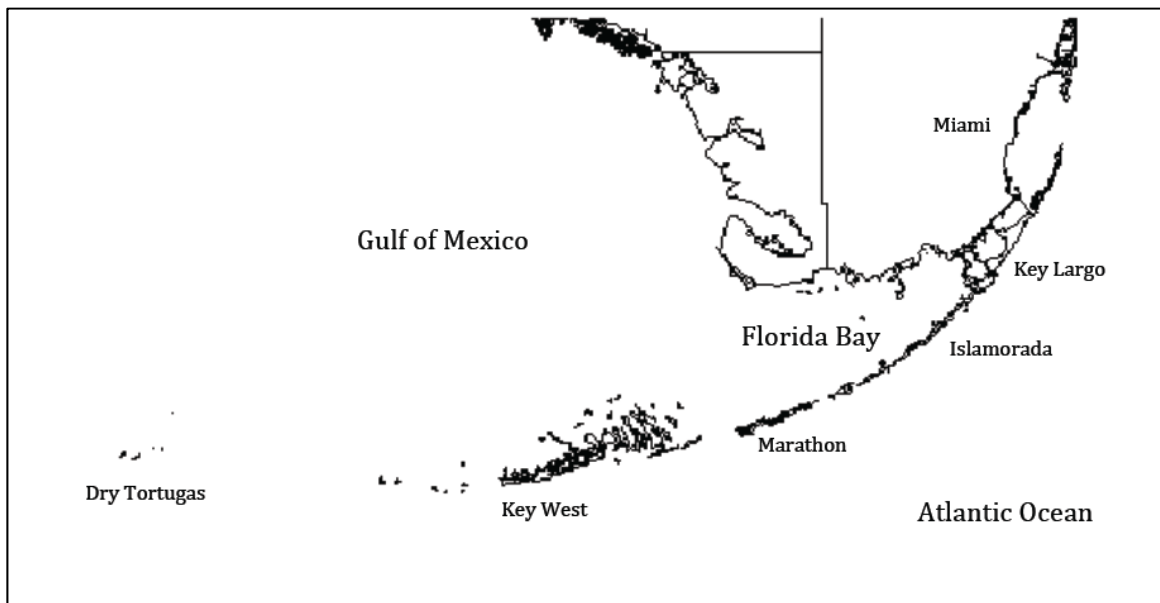 Miami
Gulf of Mexico
Key Largo
Florida Bay
Islamorada
Marathon
Dry Tortugas
Key West
Atlantic Ocean